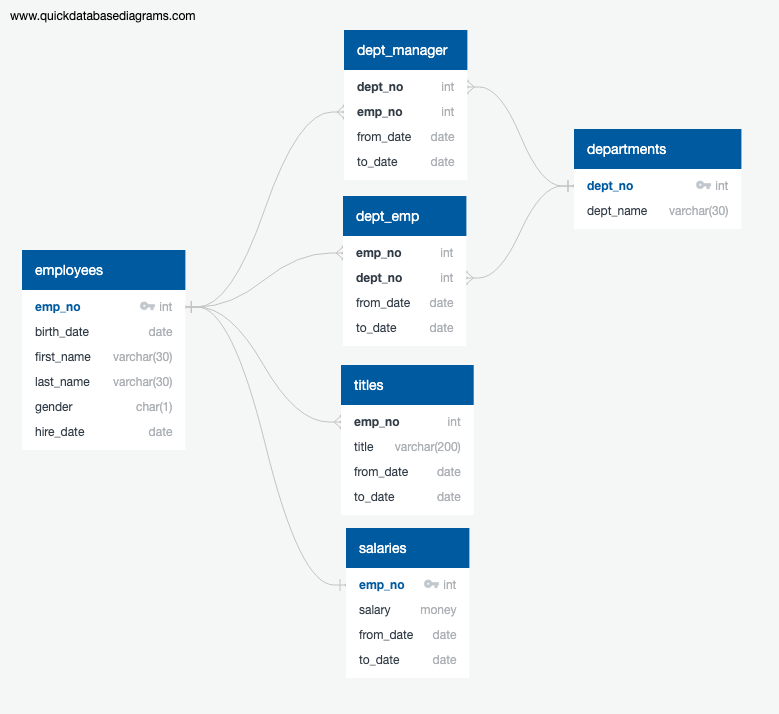 www.quickdatabasediagrams.com
dept_manager
dept_no int
emp_no int
from_date date
to_date date
departments
dept_no int
dept_name varchar(30)
dept_emp
emp_no int
dept_no int
from_date date
to_date date
employees
emp_no int
birth_date date
first_name varchar(30)
last_name varchar(30)
gender char(1)
hire_date date
titles
emp_no int
title varchar(200)
from_date date
to_date date
salaries
emp_no int
salary money
from_date date
to_date date